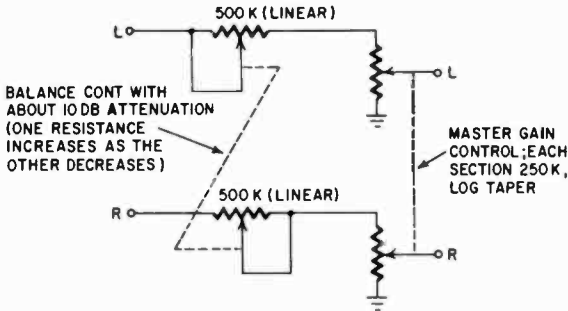 500 K (LINEAR)
L
L
BALANCE CONT WITH
ABOUT 10 DB ATTENUATION
(ONE RESISTANCE
INCREASES AS THE
OTHER DECREASES)
MASTER GAIN
CONTROL; EACH
SECTION 250K,
LOG TAPER
500 K (LINEAR)
R
R